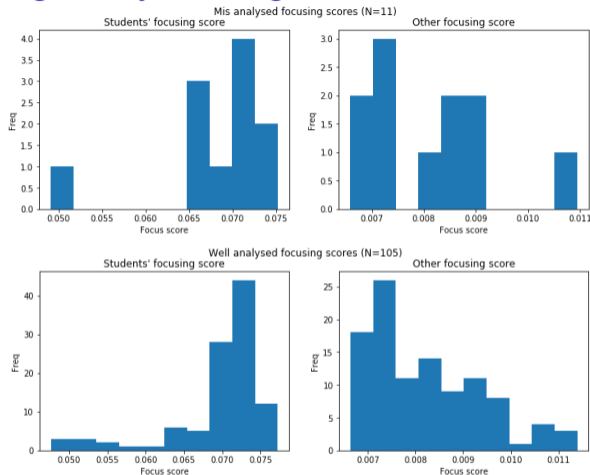 Mis analysed focusing scores (N=11)
Students' focusing score
Other focusing score
Freq
4.0
3.5
3.0
2.5
2.0
1.5
1.0
0.5
0.0
0.050 0.055 0.060 0.065 0.070 0.075
Focus score
Freq
3.0
2.5
2.0
1.5
1.0
0.5
0.0
0.007 0.008 0.009 0.010 0.011
Focus score
Well analysed focusing scores (N=105)
Students' focusing score
Other focusing score
Freq
40
30
20
10
0
0.050 0.055 0.060 0.065 0.070 0.075
Focus score
Freq
25
20
15
10
5
0
0.007 0.008 0.009 0.010 0.011
Focus score